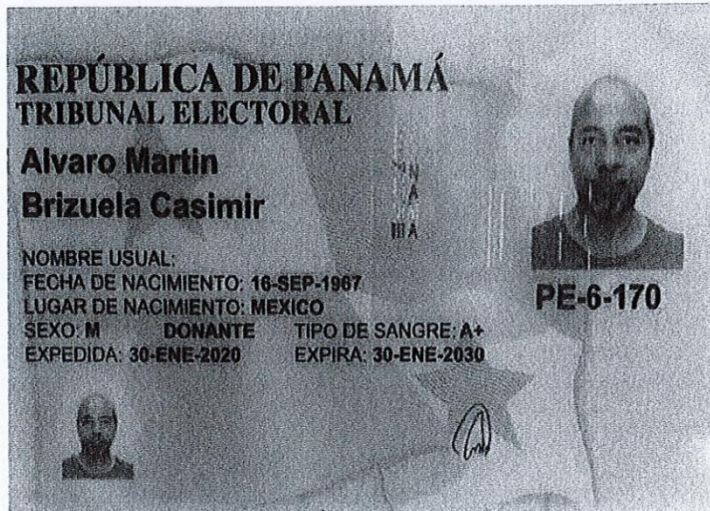 REPÚBLICA DE PANAMÁ
TRIBUNAL ELECTORAL
Alvaro Martin
Brizuela Casimir
NOMBRE USUAL:
FECHA DE NACIMIENTO: 16-SEP-1967
LUGAR DE NACIMIENTO: MEXICO
SEXO: M DONANTE TIPO DE SANGRE: A+
EXPEDIDA: 30-ENE-2020 EXPIRA: 30-ENE-2030
PE-6-170